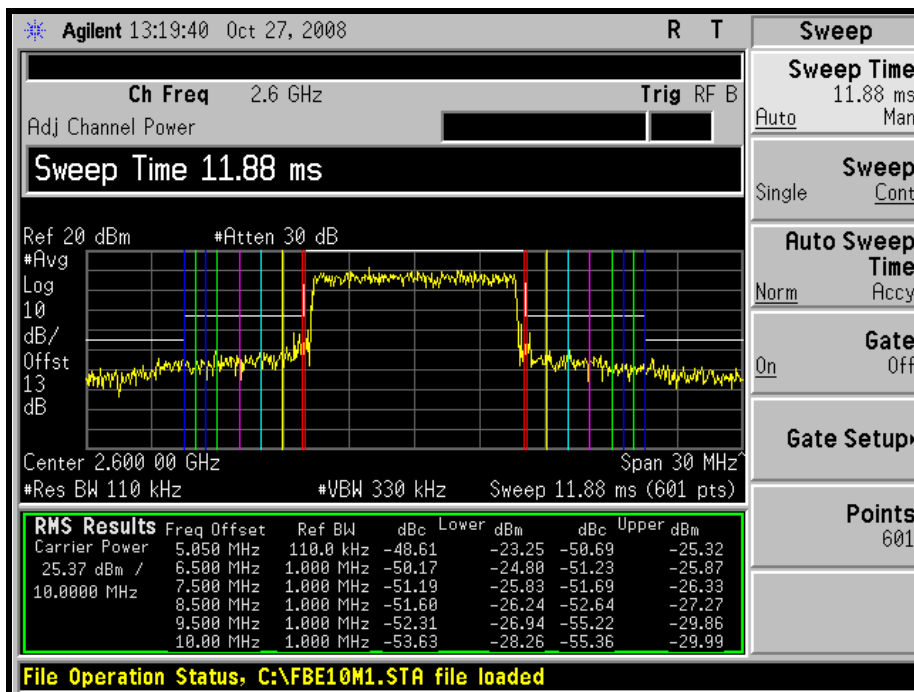 Agilent 13:19:40 Oct 27, 2008 R T
Ch Freq 2.6 GHz Trig RF B
Adj Channel Power
Sweep Time 11.88 ms
Ref 20 dBm #Atten 30 dB
#Avg
Log
10
dB/
Offst
13
dB
Center 2.600 00 GHz Span 30 MHz^
#Res BW 110 kHz #VBW 330 kHz Sweep 11.88 ms (601 pts)
RMS Results Freq Offset Ref BW dBc Lower dBm dBc Upper dBm
Carrier Power 5.050 MHz 110.0 kHz -48.61 -23.25 -50.69 -25.32
25.37 dBm / 6.500 MHz 1.000 MHz -50.17 -24.80 -51.23 -25.87
10.0000 MHz 7.500 MHz 1.000 MHz -51.19 -25.83 -51.69 -26.33
8.500 MHz 1.000 MHz -51.60 -26.24 -52.64 -27.27
9.500 MHz 1.000 MHz -52.31 -26.94 -55.22 -29.86
10.00 MHz 1.000 MHz -53.63 -28.26 -55.36 -29.99
File Operation Status, C:\FBE10M1.STA file loaded
Sweep
Sweep Time
11.88 ms
Auto Man
Sweep
Single Cont
Auto Sweep
Time
Norm Accy
Gate
On Off
Gate Setup
Points
601